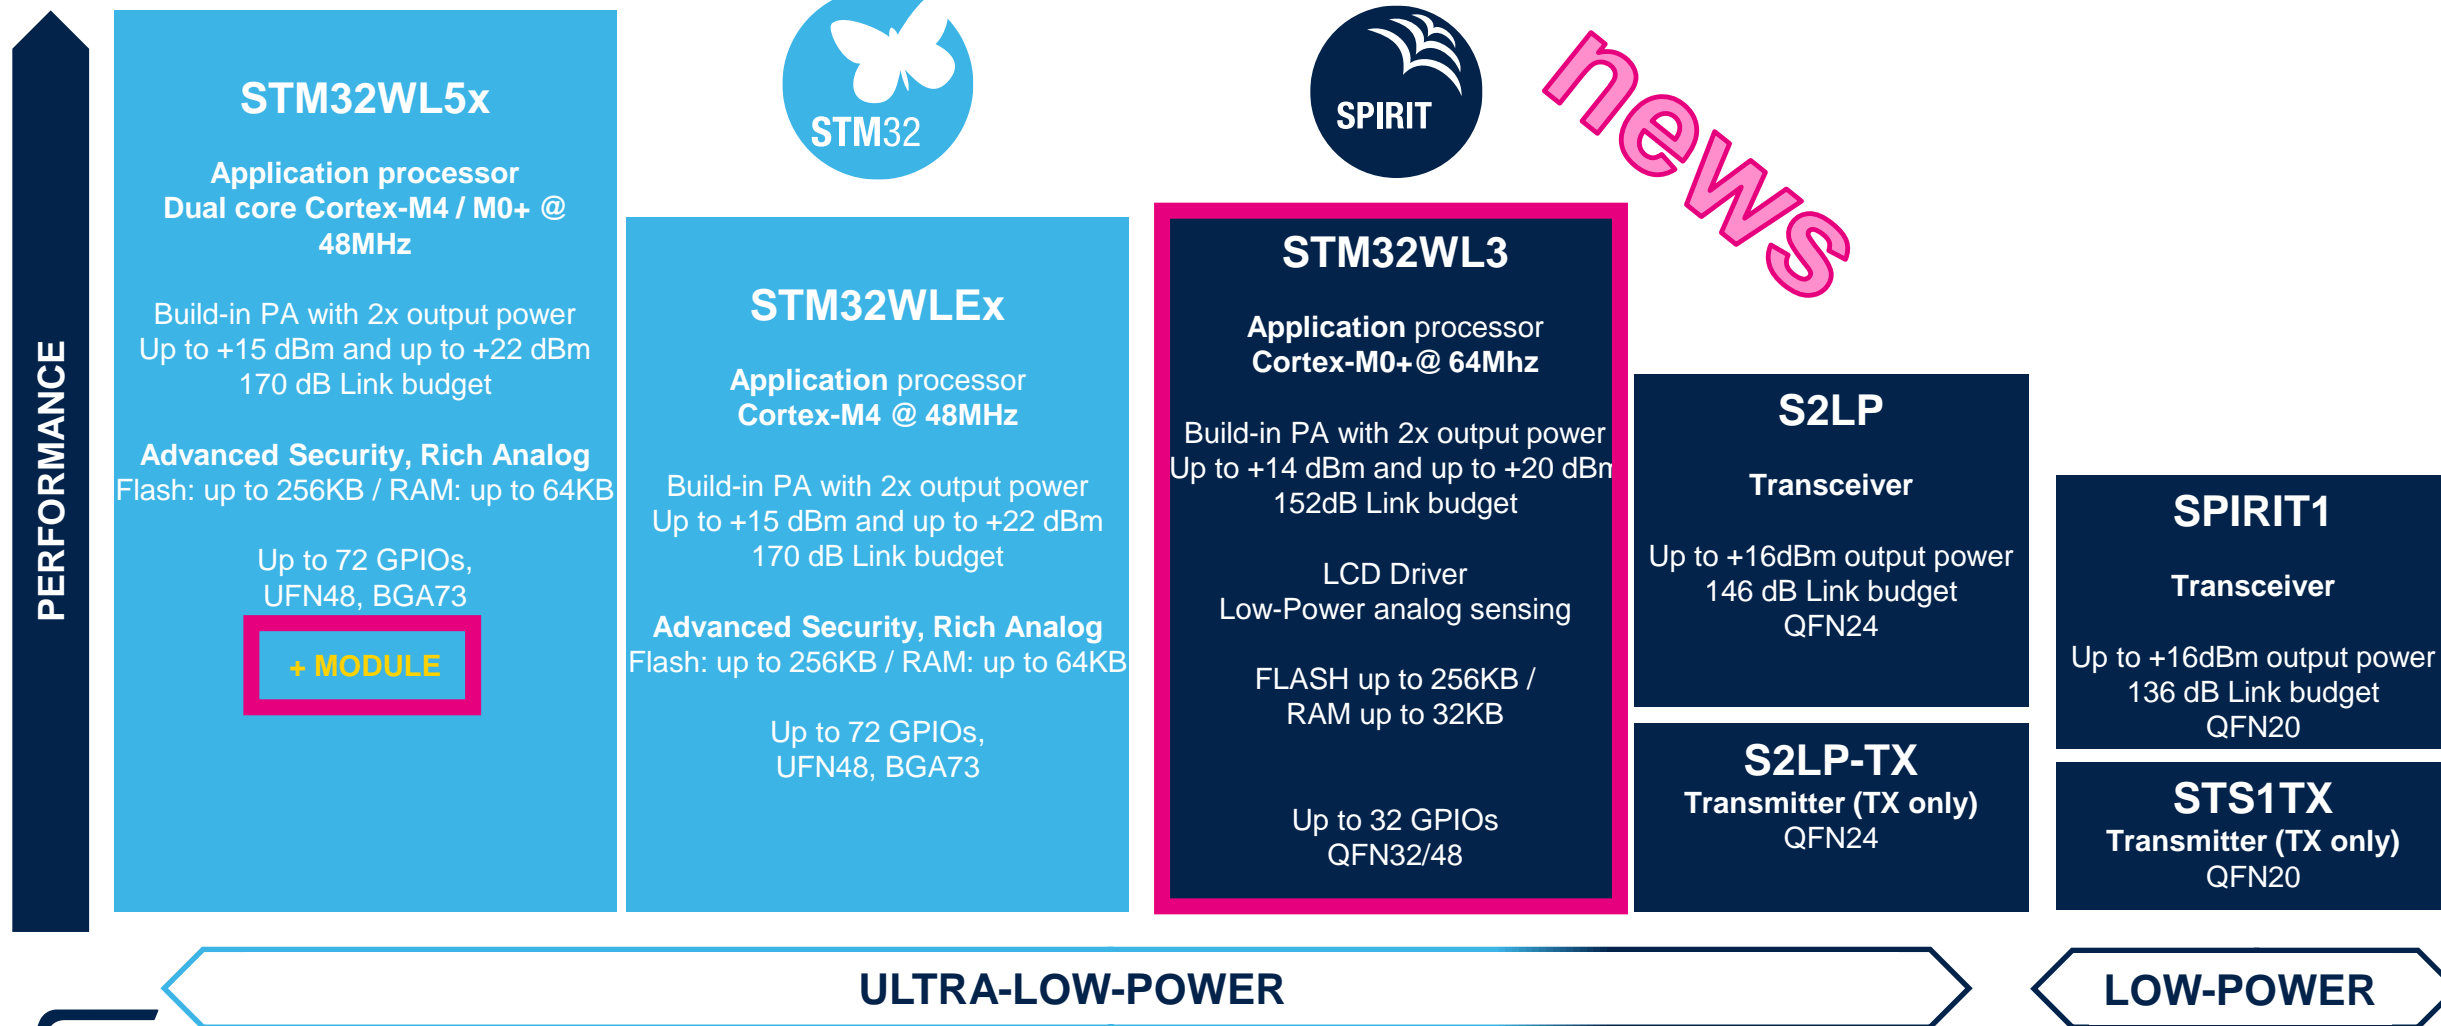 PERFORMANCE
STM32WL5x
Application processor
Dual core Cortex-M4 / M0+ @
48MHz
Build-in PA with 2x output power
Up to +15 dBm and up to +22 dBm
170 dB Link budget
Advanced Security, Rich Analog
Flash: up to 256KB / RAM: up to 64KB
Up to 72 GPIOs,
UFN48, BGA73
+ MODULE
STM32
STM32WLEx
Application processor
Cortex-M4 @ 48MHz
Build-in PA with 2x output power
Up to +15 dBm and up to +22 dBm
170 dB Link budget
Advanced Security, Rich Analog
Flash: up to 256KB / RAM: up to 64KB
Up to 72 GPIOs,
UFN48, BGA73
SPIRIT
news
STM32WL3
Application processor
Cortex-M0+@ 64Mhz
Build-in PA with 2x output power
Up to +14 dBm and up to +20 dBm
152dB Link budget
LCD Driver
Low-Power analog sensing
FLASH up to 256KB /
RAM up to 32KB
Up to 32 GPIOs
QFN32/48
S2LP
Transceiver
Up to +16dBm output power
146 dB Link budget
QFN24
S2LP-TX
Transmitter (TX only)
QFN24
SPIRIT1
Transceiver
Up to +16dBm output power
136 dB Link budget
QFN20
STS1TX
Transmitter (TX only)
QFN20
ULTRA-LOW-POWER
LOW-POWER